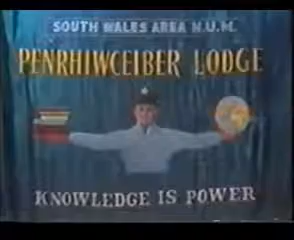 SOUTH WALES AREA N.U.M.
PENRHIWCEIBER LODGE
KNOWLEDGE IS POWER